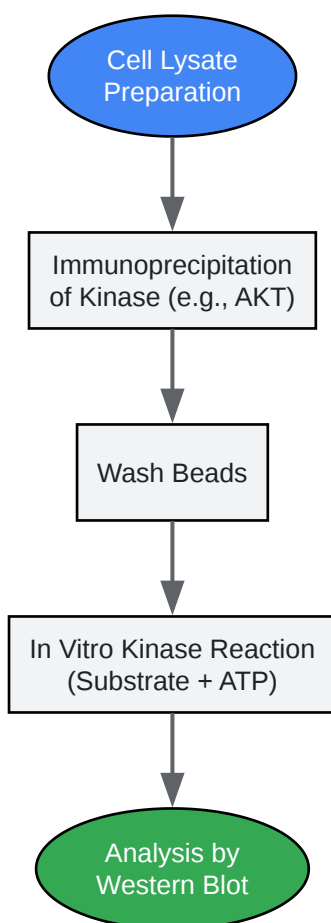 Cell Lysate
Preparation
Immunoprecipitation
of Kinase (e.g., AKT)
Wash Beads
In Vitro Kinase Reaction
(Substrate + ATP)
Analysis by
Western Blot